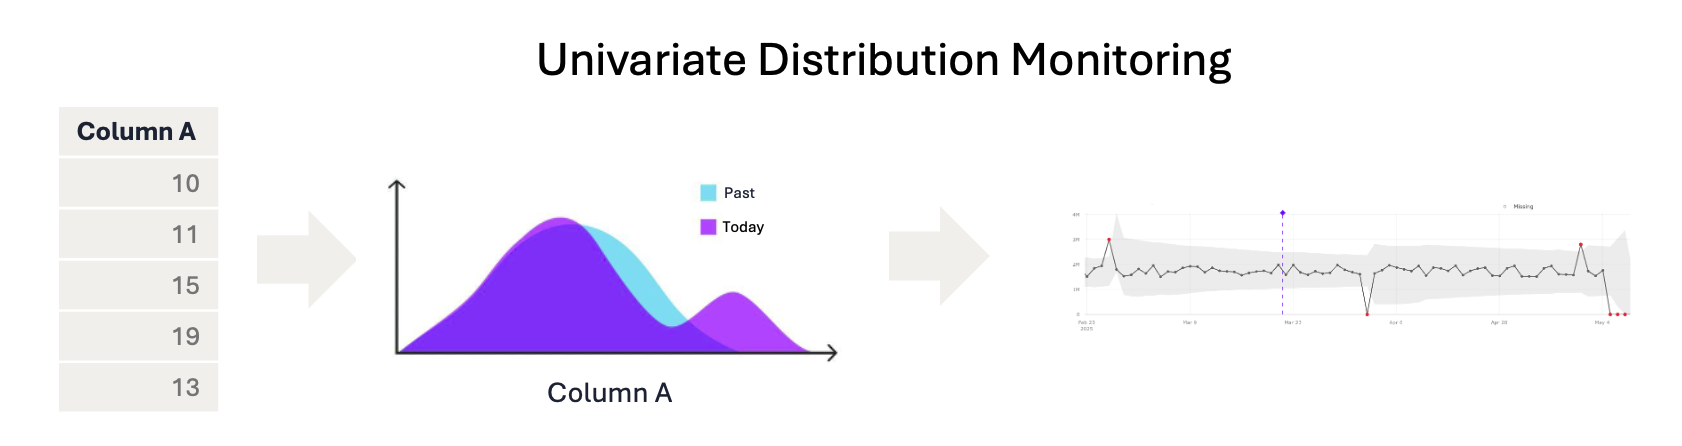 Univariate Distribution Monitoring
Column A
10
11
15
19
13
Past
Today
Column A
Missing
4M
3M
2M
1M
0
Feb 23
2025
Mar 9
Mar 23
Apr 6
Apr 20
May 4